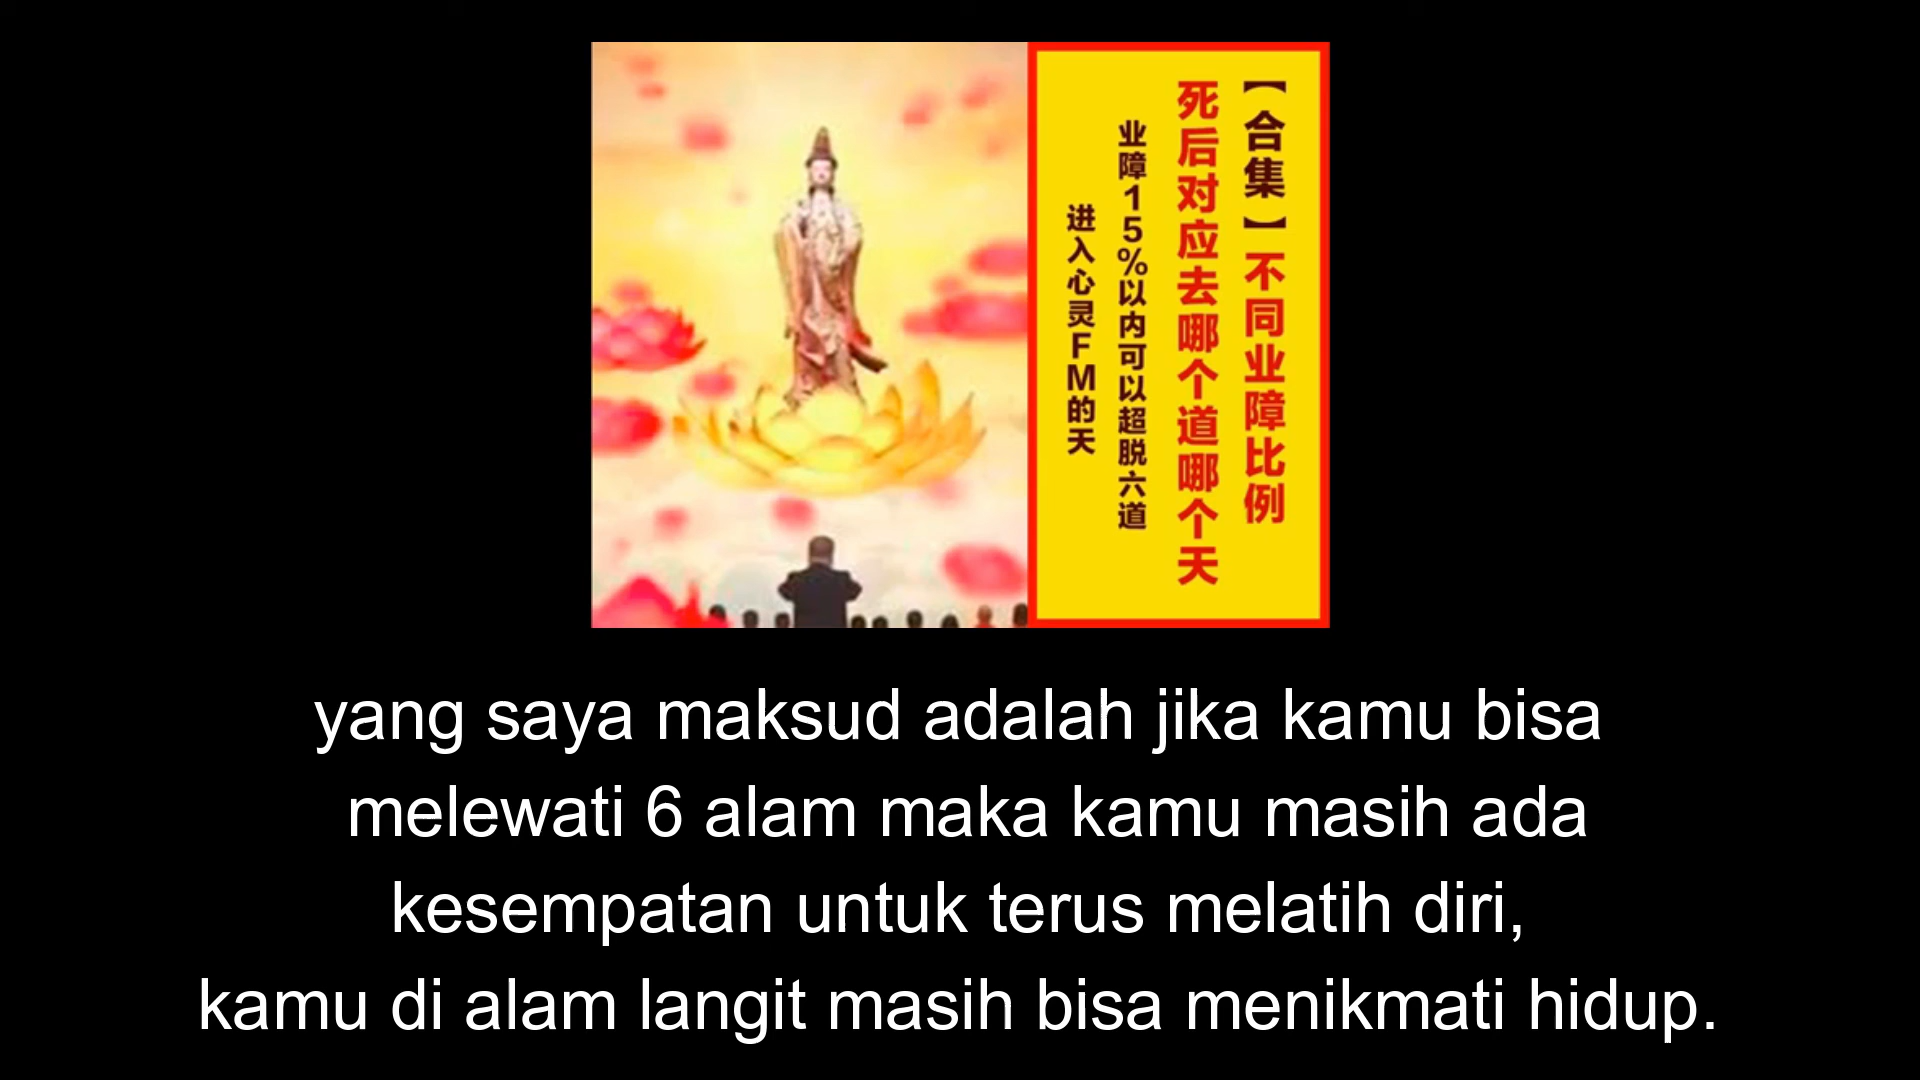 【合集】不同业障比例
死后对应去哪个道哪个天
业障15%以内可以超脱六道
进入心灵FM的天
yang saya maksud adalah jika kamu bisa
melewati 6 alam maka kamu masih ada
kesempatan untuk terus melatih diri,
kamu di alam langit masih bisa menikmati hidup.